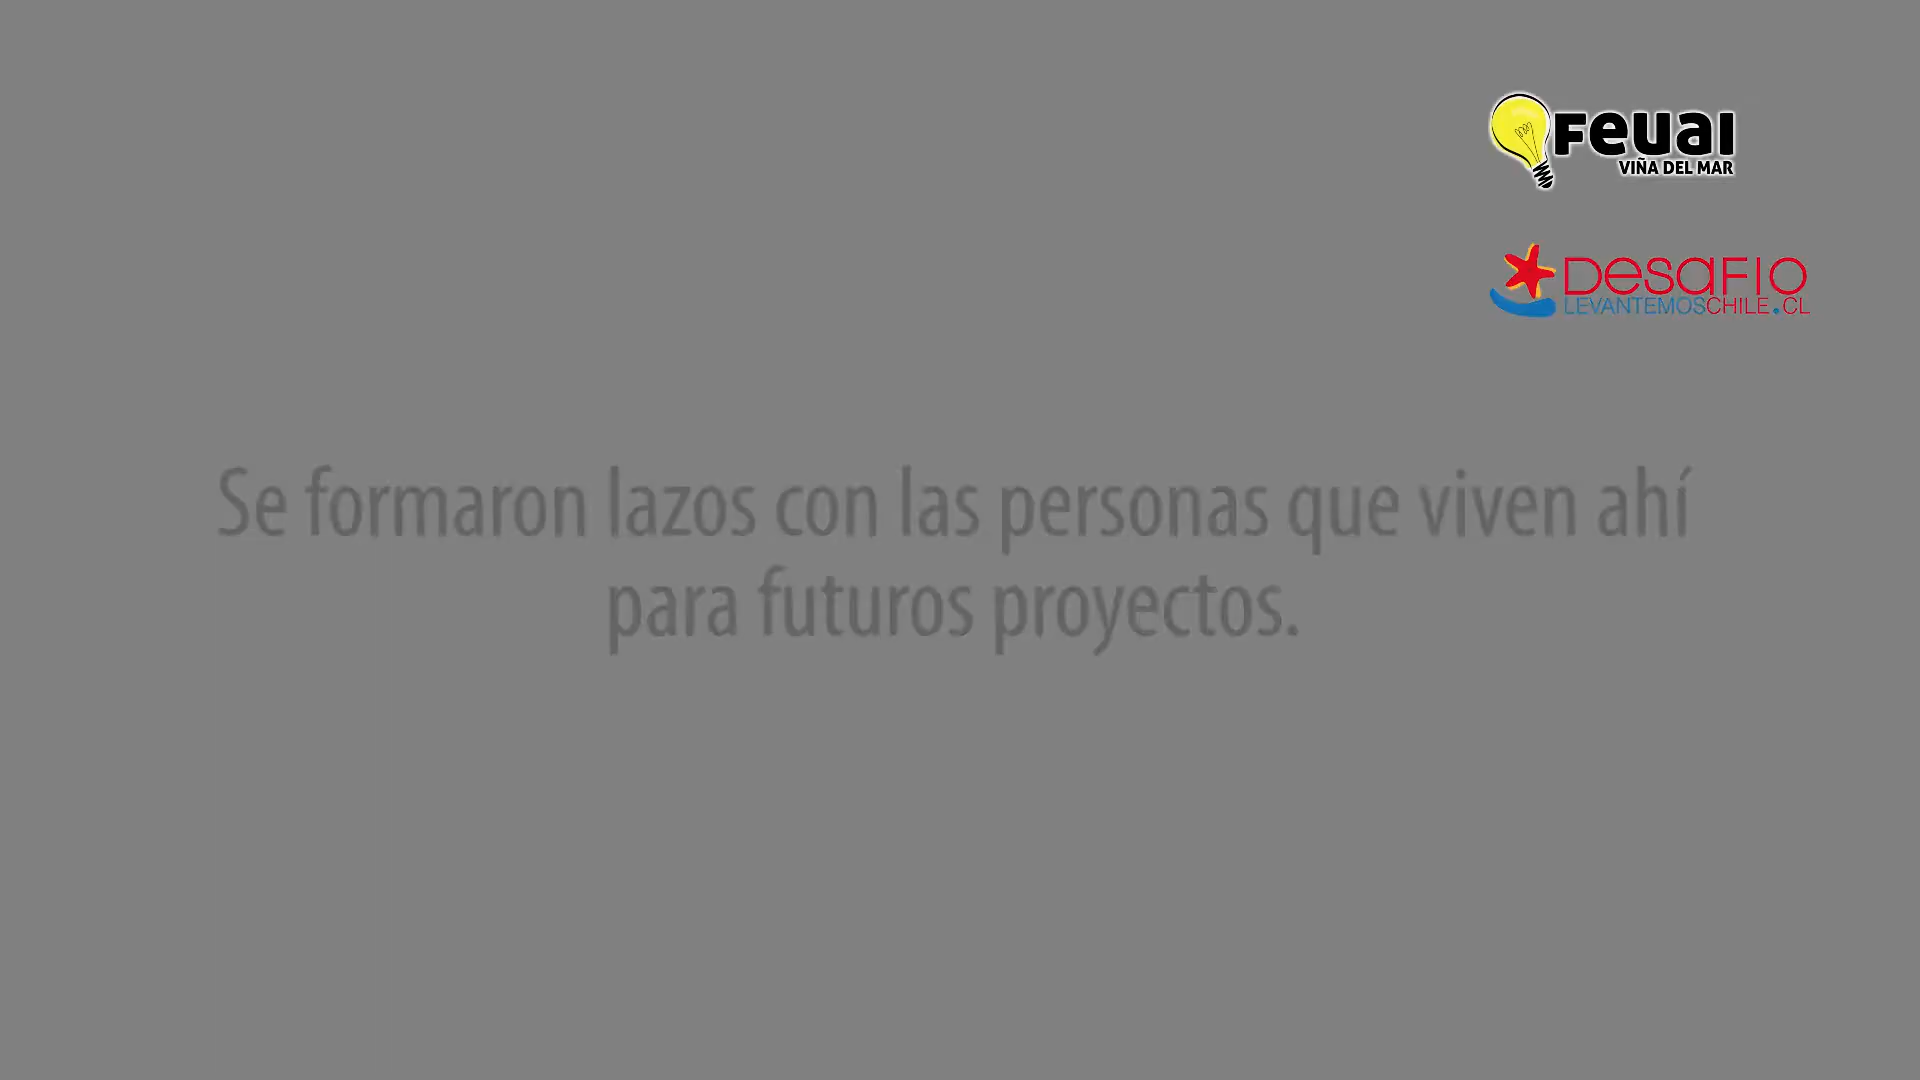 Feuai
VIÑA DEL MAR
Desafio
LEVANTEMOSCHILE.CL
Se formaron lazos con las personas que viven ahí
para futuros proyectos.